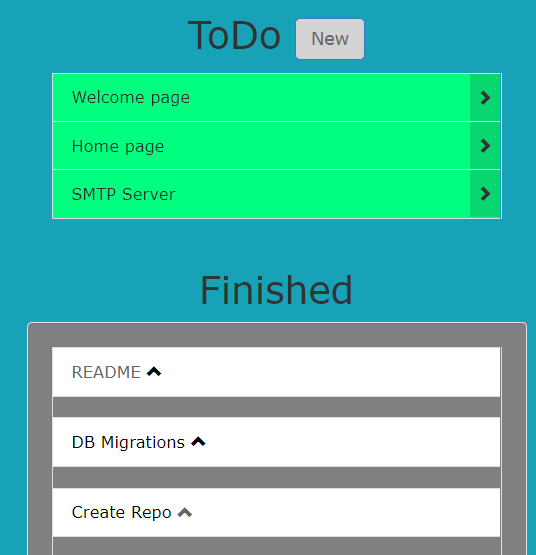 ToDo New
Welcome page
Home page
SMTP Server
Finished
README
DB Migrations
Create Repo